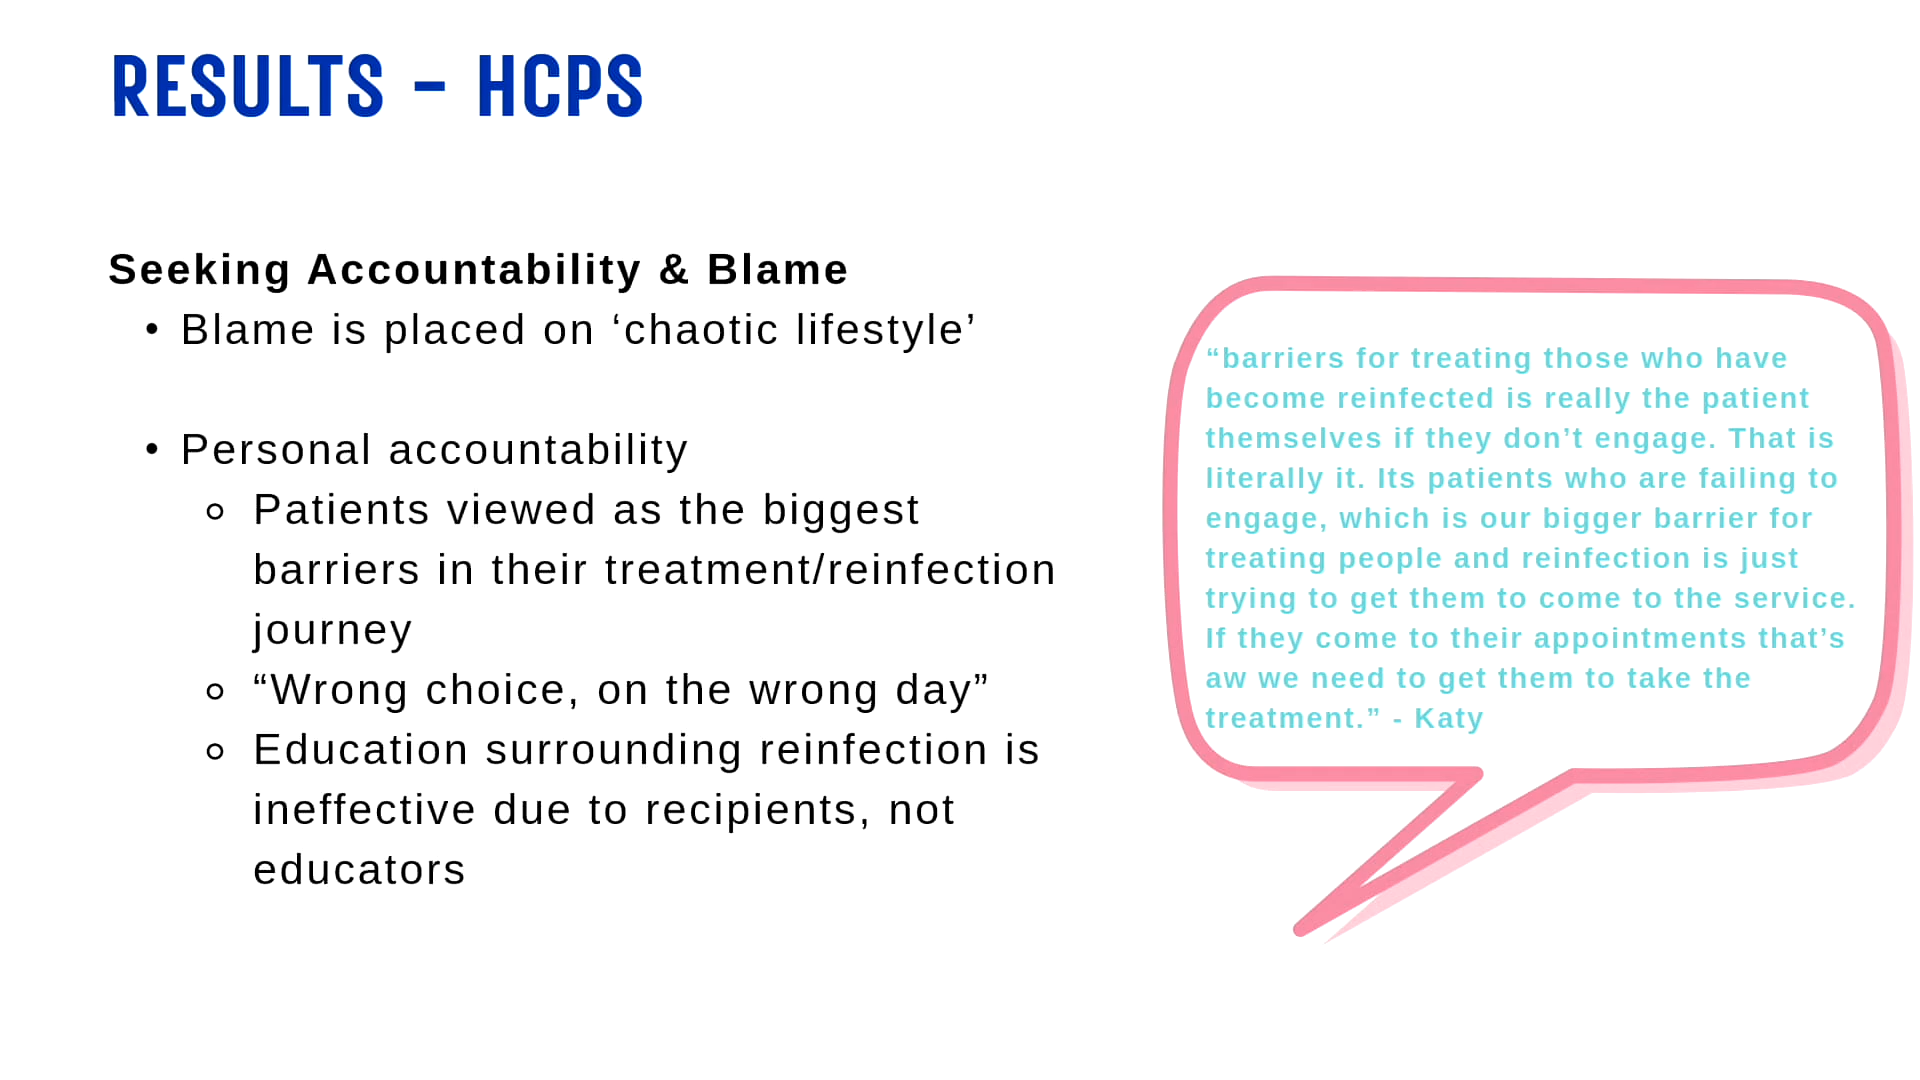 RESULTS - HCPS
Seeking Accountability & Blame
• Blame is placed on ‘chaotic lifestyle’
• Personal accountability
○ Patients viewed as the biggest
barriers in their treatment/reinfection
journey
○ “Wrong choice, on the wrong day”
○ Education surrounding reinfection is
ineffective due to recipients, not
educators
“barriers for treating those who have
become reinfected is really the patient
themselves if they don’t engage. That is
literally it. Its patients who are failing to
engage, which is our bigger barrier for
treating people and reinfection is just
trying to get them to come to the service.
If they come to their appointments that’s
aw we need to get them to take the
treatment.” - Katy